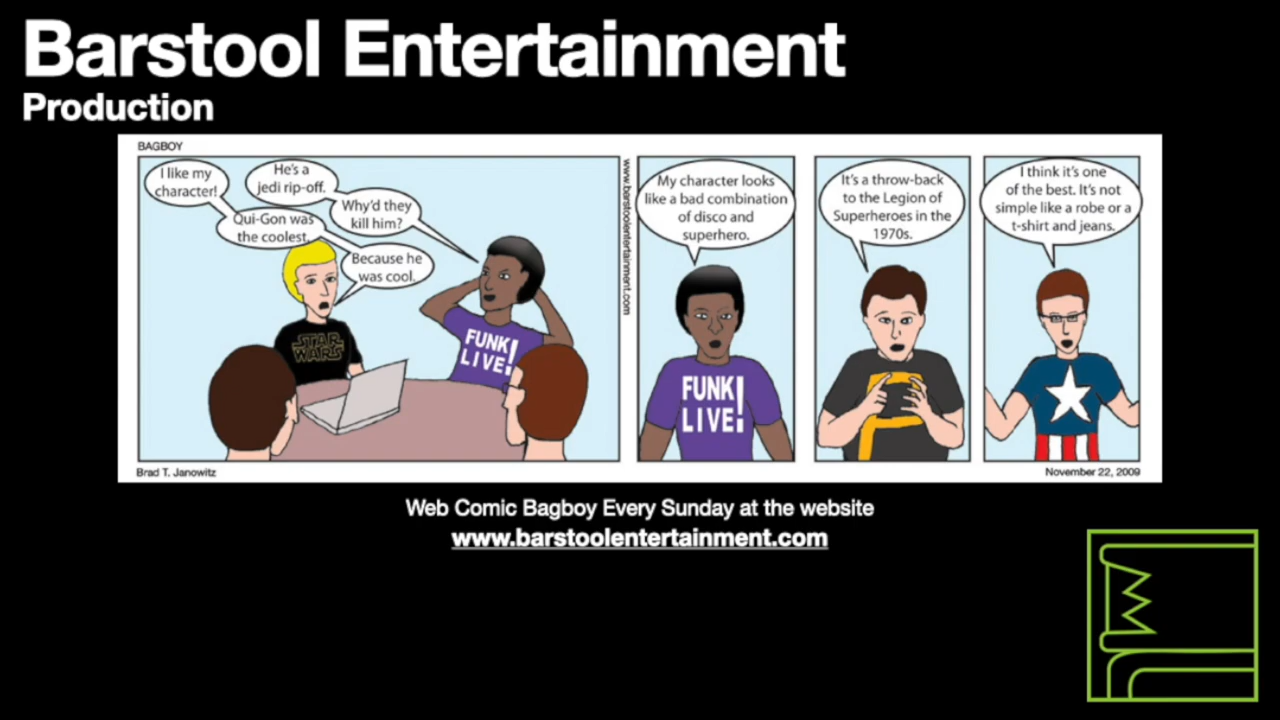 Barstool Entertainment
Production
BAGBOY
I like my
character!
He's a
jedi rip-off.
Qui-Gon was
the coolest.
Why'd they
kill him?
Because he
was cool.
STAR
WARS
FUNK
LIVE!
www.barstoolentertainment.com
My character looks
like a bad combination
of disco and
superhero.
FUNK
LIVE!
It's a throw-back
to the Legion of
Superheroes in the
1970s.
I think it's one
of the best. It's not
simple like a robe or a
t-shirt and jeans.
Brad T. Janowitz
November 22, 2009
Web Comic Bagboy Every Sunday at the website
www.barstoolentertainment.com